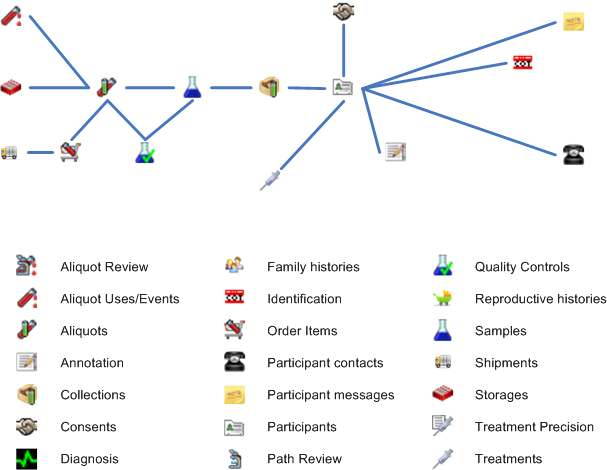 Aliquot Review Family histories Quality Controls
Aliquot Uses/Events Identification Reproductive histories
Aliquots Order Items Samples
Annotation Participant contacts Shipments
Collections Participant messages Storages
Consents Participants Treatment Precision
Diagnosis Path Review Treatments